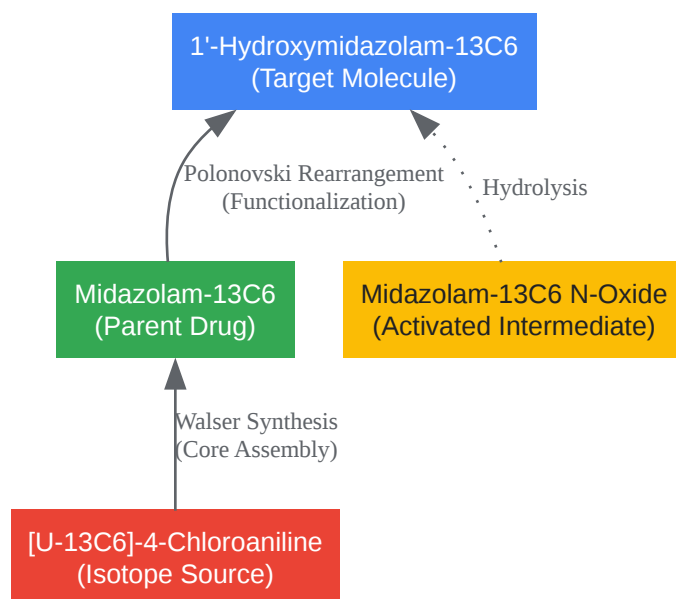 1'-Hydroxymidazolam-13C6
(Target Molecule)
Polonovski Rearrangement
(Functionalization)
Hydrolysis
Midazolam-13C6
(Parent Drug)
Midazolam-13C6 N-Oxide
(Activated Intermediate)
Walser Synthesis
(Core Assembly)
[U-13C6]-4-Chloroaniline
(Isotope Source)